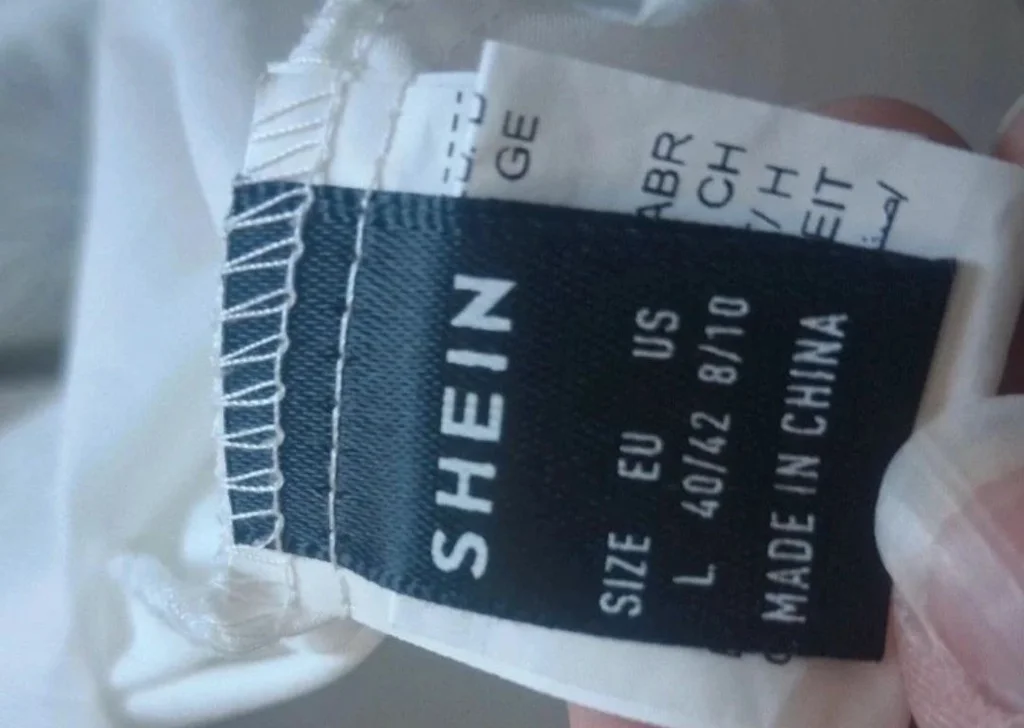 SHEIN
SIZE EU US
L 40/42 8/10
MADE IN CHINA
GE
ABR
CH
/ H
EIT